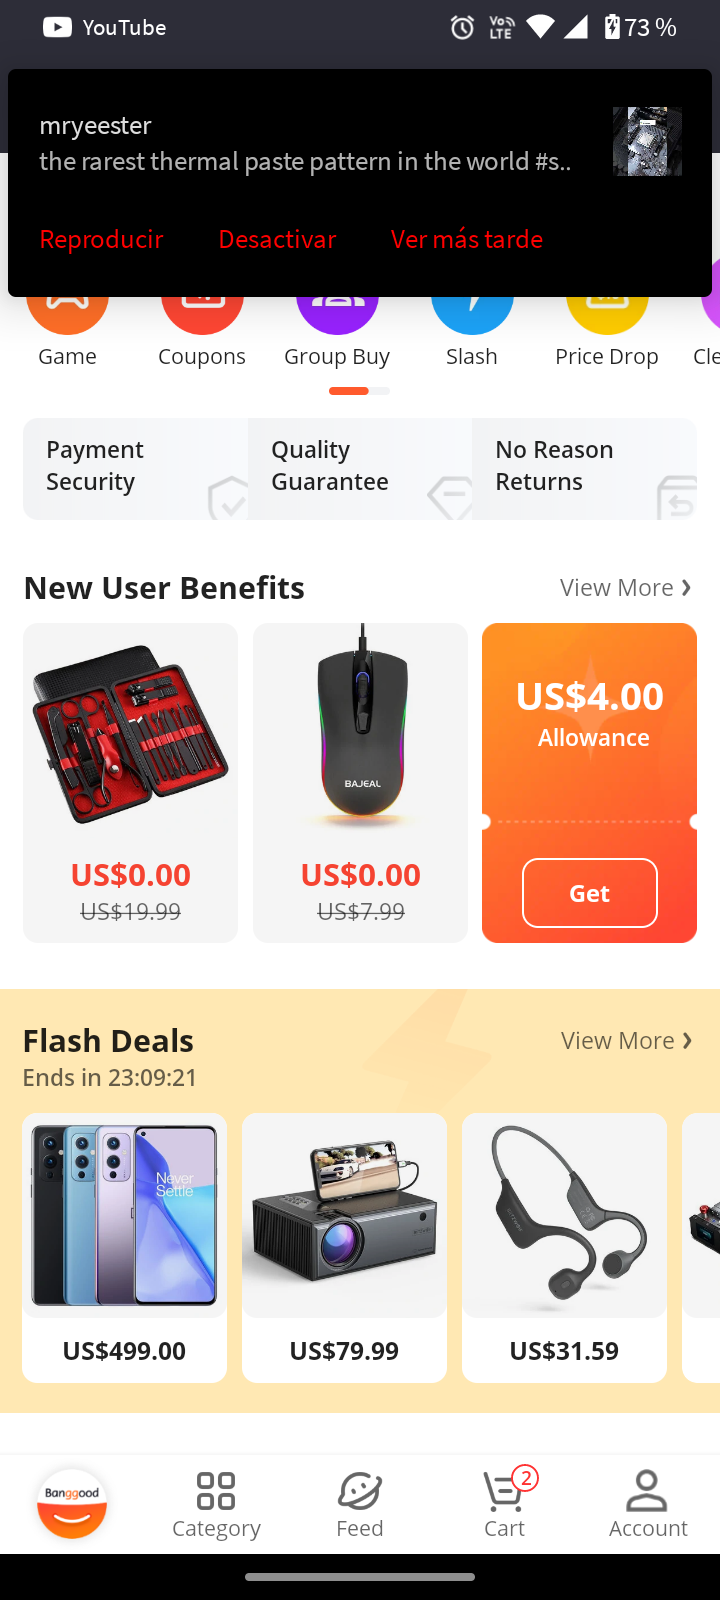 YouTube
Vo LTE
73 %
mryeester
the rarest thermal paste pattern in the world #s..
Reproducir Desactivar Ver más tarde
Game Coupons Group Buy Slash Price Drop Cle
Payment Security
Quality Guarantee
No Reason Returns
New User Benefits
View More
BAJEAL
US$0.00
US$19.99
US$0.00
US$7.99
US$4.00
Allowance
Get
Flash Deals
View More
Ends in 23:09:21
Never
Settle
US$499.00
US$79.99
US$31.59
Banggood
2
Category Feed Cart Account